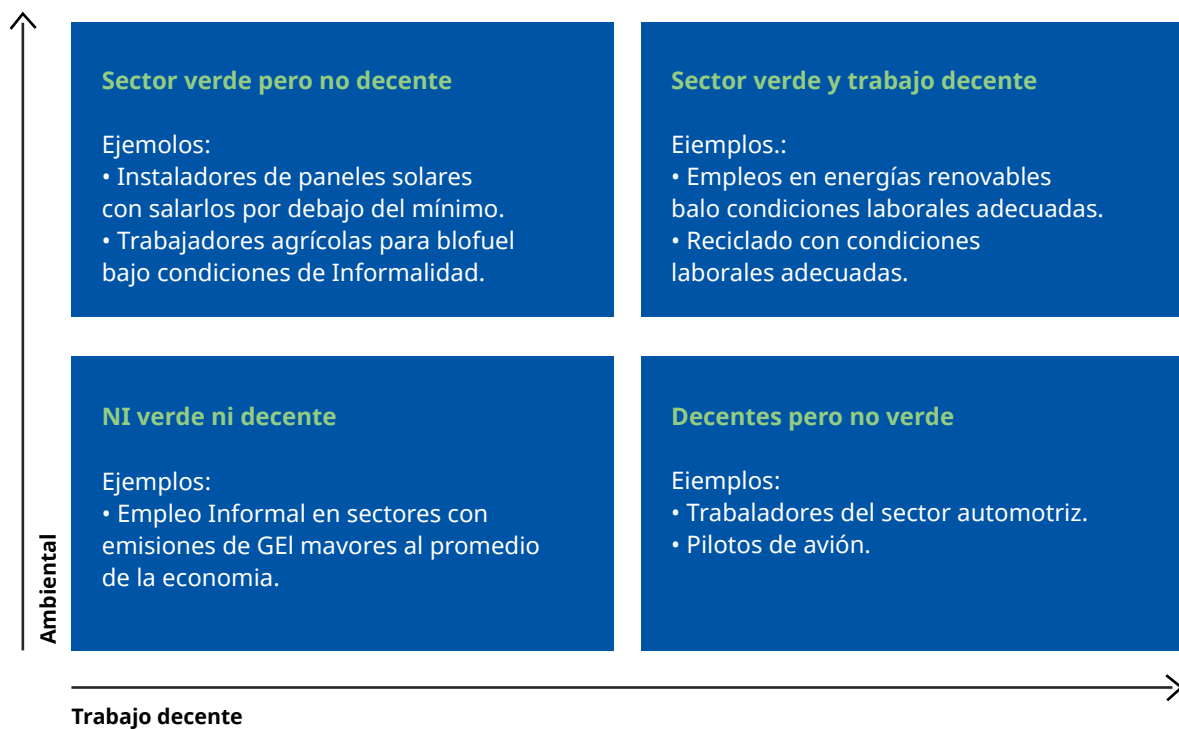 Sector verde pero no decente
Ejemolos:
• Instaladores de paneles solares
con salarlos por debajo del mínimo.
• Trabajadores agrícolas para blofuel
bajo condiciones de Informalidad.
Sector verde y trabajo decente
Eiemplos.:
• Empleos en energías renovables
balo condiciones laborales adecuadas.
• Reciclado con condiciones
laborales adecuadas.
NI verde ni decente
Ejemplos:
• Empleo Informal en sectores con
emisiones de GEl mavores al promedio
de la economia.
Decentes pero no verde
Eiemplos:
• Trabaladores del sector automotriz.
• Pilotos de avión.
Ambiental
Trabajo decente